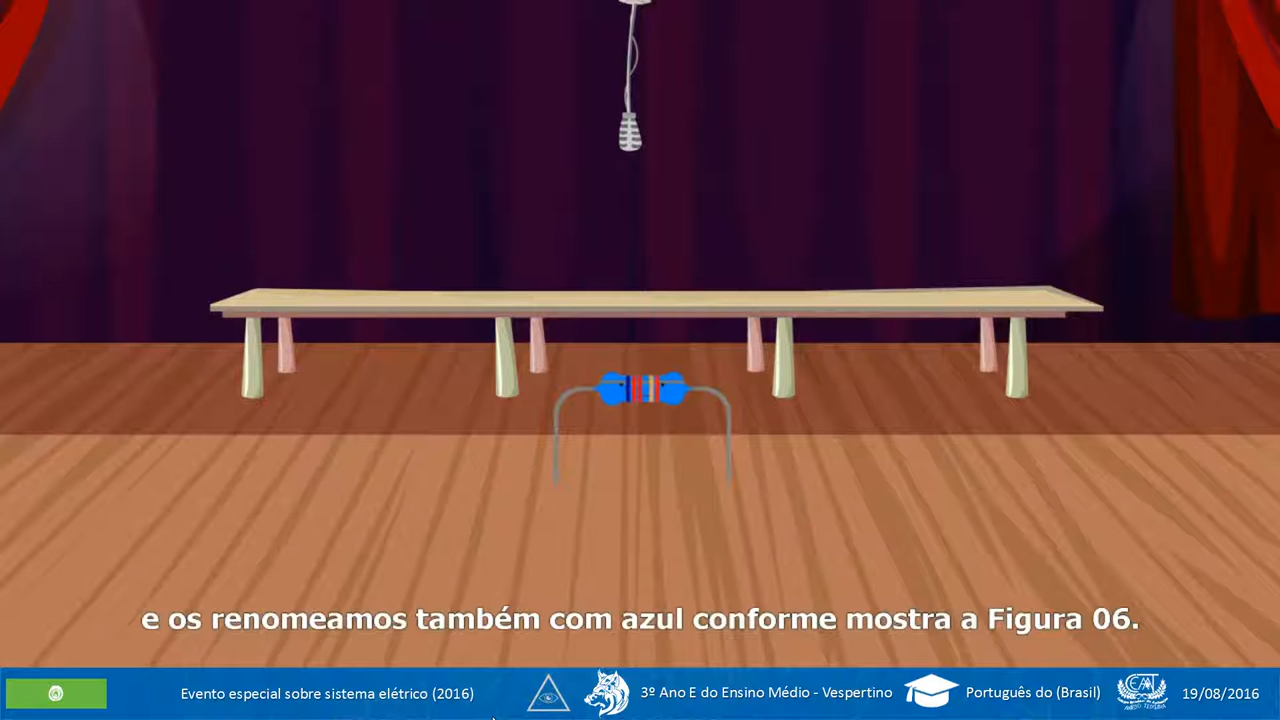 e os renomeamos também com azul conforme mostra a Figura 06.
Evento especial sobre sistema elétrico (2016)
3º Ano E do Ensino Médio - Vespertino
Português do (Brasil)
CAT
19/08/2016